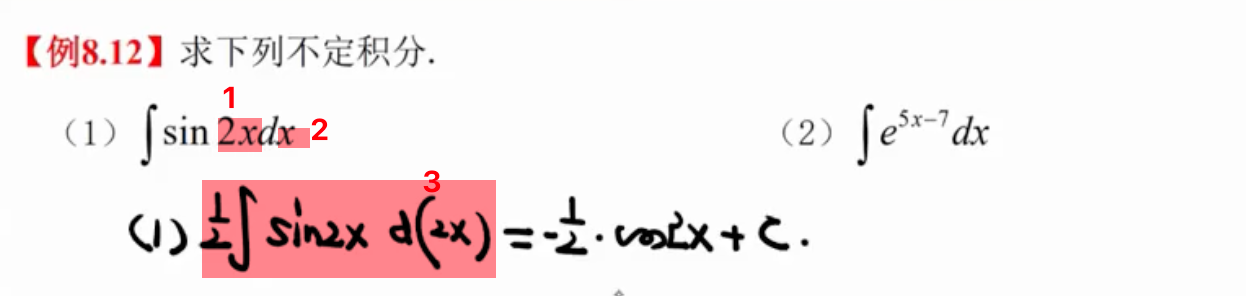 【例8.12】求下列不定积分.
1
(1) ∫sin 2xdx 2 (2) ∫e^{5x-7}dx
3
(1) 1/2∫sin2x d(2x) = -1/2·cos2x + C.